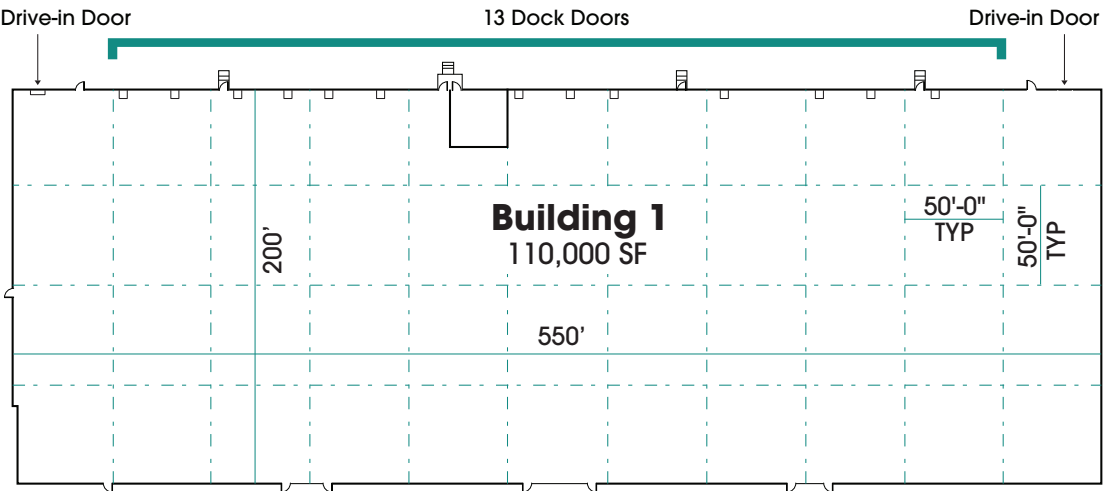 Drive-in Door
13 Dock Doors
Drive-in Door
Building 1
110,000 SF
50'-0"
TYP
50'-0"
TYP
200’
550’